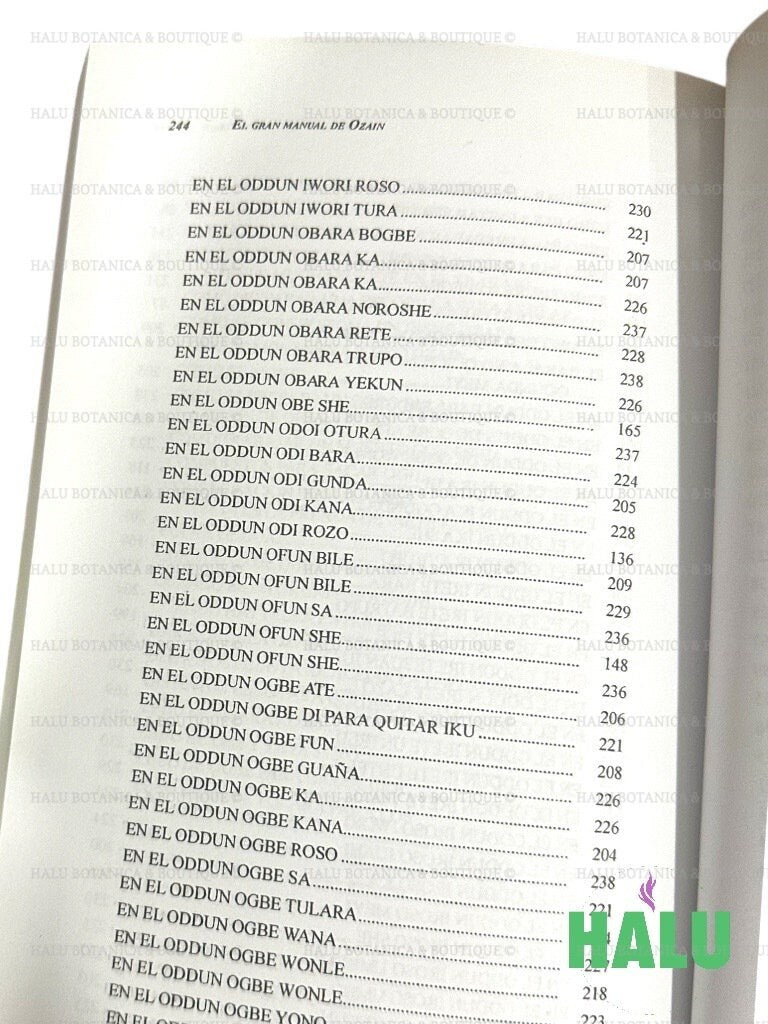 HALU BOTANICA & BOUTIQUE © HALU BOTANICA & BOUTIQUE © HALU BOTANICA & BOUTIQUE
244 EL GRAN MANUAL DE OZAIN
EN EL ODDUN IWORI ROSO 230
EN EL ODDUN IWORI TURA 221
EN EL ODDUN OBARA BOGBE 207
EN EL ODDUN OBARA KA 207
EN EL ODDUN OBARA KA 226
EN EL ODDUN OBARA NOROSHE 237
EN EL ODDUN OBARA RETE 228
EN EL ODDUN OBARA TRUPO 238
EN EL ODDUN OBARA YEKUN 226
EN EL ODDUN OBE SHE 165
EN EL ODDUN ODOI OTURA 237
EN EL ODDUN ODI BARA 224
EN EL ODDUN ODI GUNDA 205
EN EL ODDUN ODI KANA 228
EN EL ODDUN ODI ROZO 136
EN EL ODDUN OFUN BILE 209
EN EL ODDUN OFUN BILE 229
EN EL ODDUN OFUN SA 236
EN EL ODDUN OFUN SHE 148
EN EL ODDUN OFUN SHE 236
EN EL ODDUN OGBE ATE 206
EN EL ODDUN OGBE DI PARA QUITAR IKU 221
EN EL ODDUN OGBE FUN 208
EN EL ODDUN OGBE GUAÑA 226
EN EL ODDUN OGBE KA 226
EN EL ODDUN OGBE KANA 204
EN EL ODDUN OGBE ROSO 238
EN EL ODDUN OGBE SA 221
EN EL ODDUN OGBE TULARA
EN EL ODDUN OGBE WANA 227
EN EL ODDUN OGBE WONLE 218
EN EL ODDUN OGBE WONLE 223
EN EL ODDUN OGBE YONO
HALU